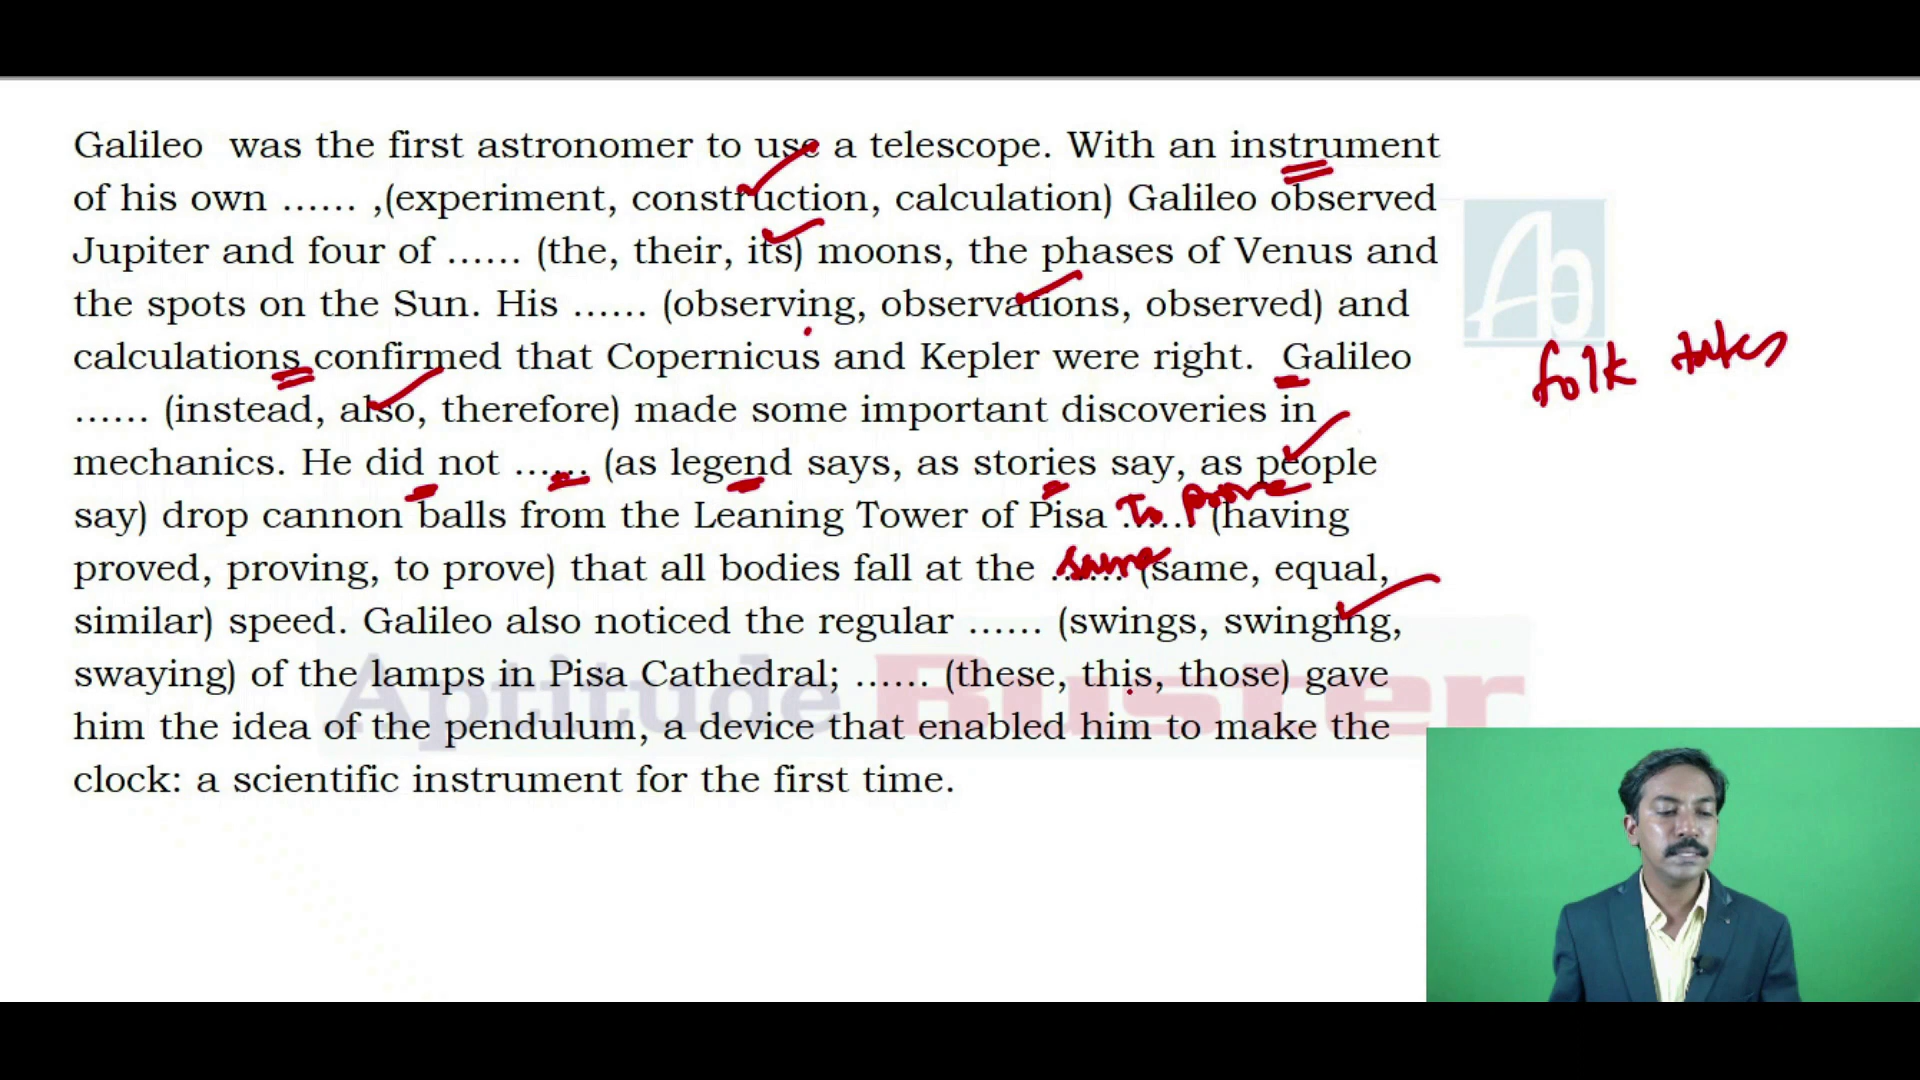 Galileo was the first astronomer to use a telescope. With an instrument
of his own ...... ,(experiment, construction, calculation) Galileo observed
Jupiter and four of ...... (the, their, its) moons, the phases of Venus and
the spots on the Sun. His ...... (observing, observations, observed) and
calculations confirmed that Copernicus and Kepler were right. Galileo
folk tales
...... (instead, also, therefore) made some important discoveries in
mechanics. He did not ...... (as legend says, as stories say, as people
To prove
say) drop cannon balls from the Leaning Tower of Pisa ...... (having
same
proved, proving, to prove) that all bodies fall at the ...... (same, equal,
similar) speed. Galileo also noticed the regular ...... (swings, swinging,
swaying) of the lamps in Pisa Cathedral; ...... (these, this, those) gave
him the idea of the pendulum, a device that enabled him to make the
clock: a scientific instrument for the first time.
Ab
Aptitude Buster